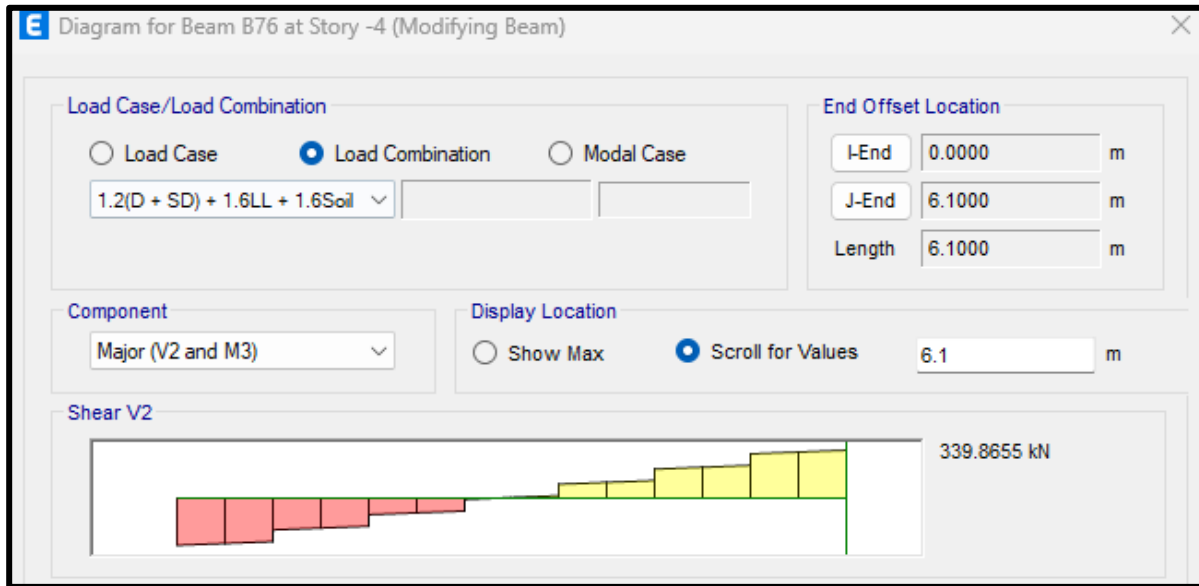 E Diagram for Beam B76 at Story -4 (Modifying Beam)
Load Case/Load Combination
Load Case Load Combination Modal Case
1.2(D + SD) + 1.6LL + 1.6Soil
End Offset Location
I-End 0.0000 m
J-End 6.1000 m
Length 6.1000 m
Component
Major (V2 and M3)
Display Location
Show Max Scroll for Values 6.1 m
Shear V2
339.8655 kN